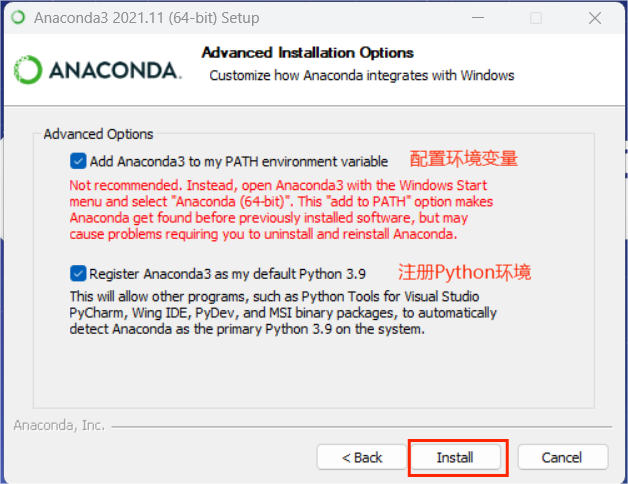 Anaconda3 2021.11 (64-bit) Setup
ANACONDA.
Advanced Installation Options
Customize how Anaconda integrates with Windows
Advanced Options
Add Anaconda3 to my PATH environment variable 配置环境变量
Not recommended. Instead, open Anaconda3 with the Windows Start
menu and select "Anaconda (64-bit)". This "add to PATH" option makes
Anaconda get found before previously installed software, but may
cause problems requiring you to uninstall and reinstall Anaconda.
Register Anaconda3 as my default Python 3.9 注册Python环境
This will allow other programs, such as Python Tools for Visual Studio
PyCharm, Wing IDE, PyDev, and MSI binary packages, to automatically
detect Anaconda as the primary Python 3.9 on the system.
Anaconda, Inc.
< Back Install Cancel